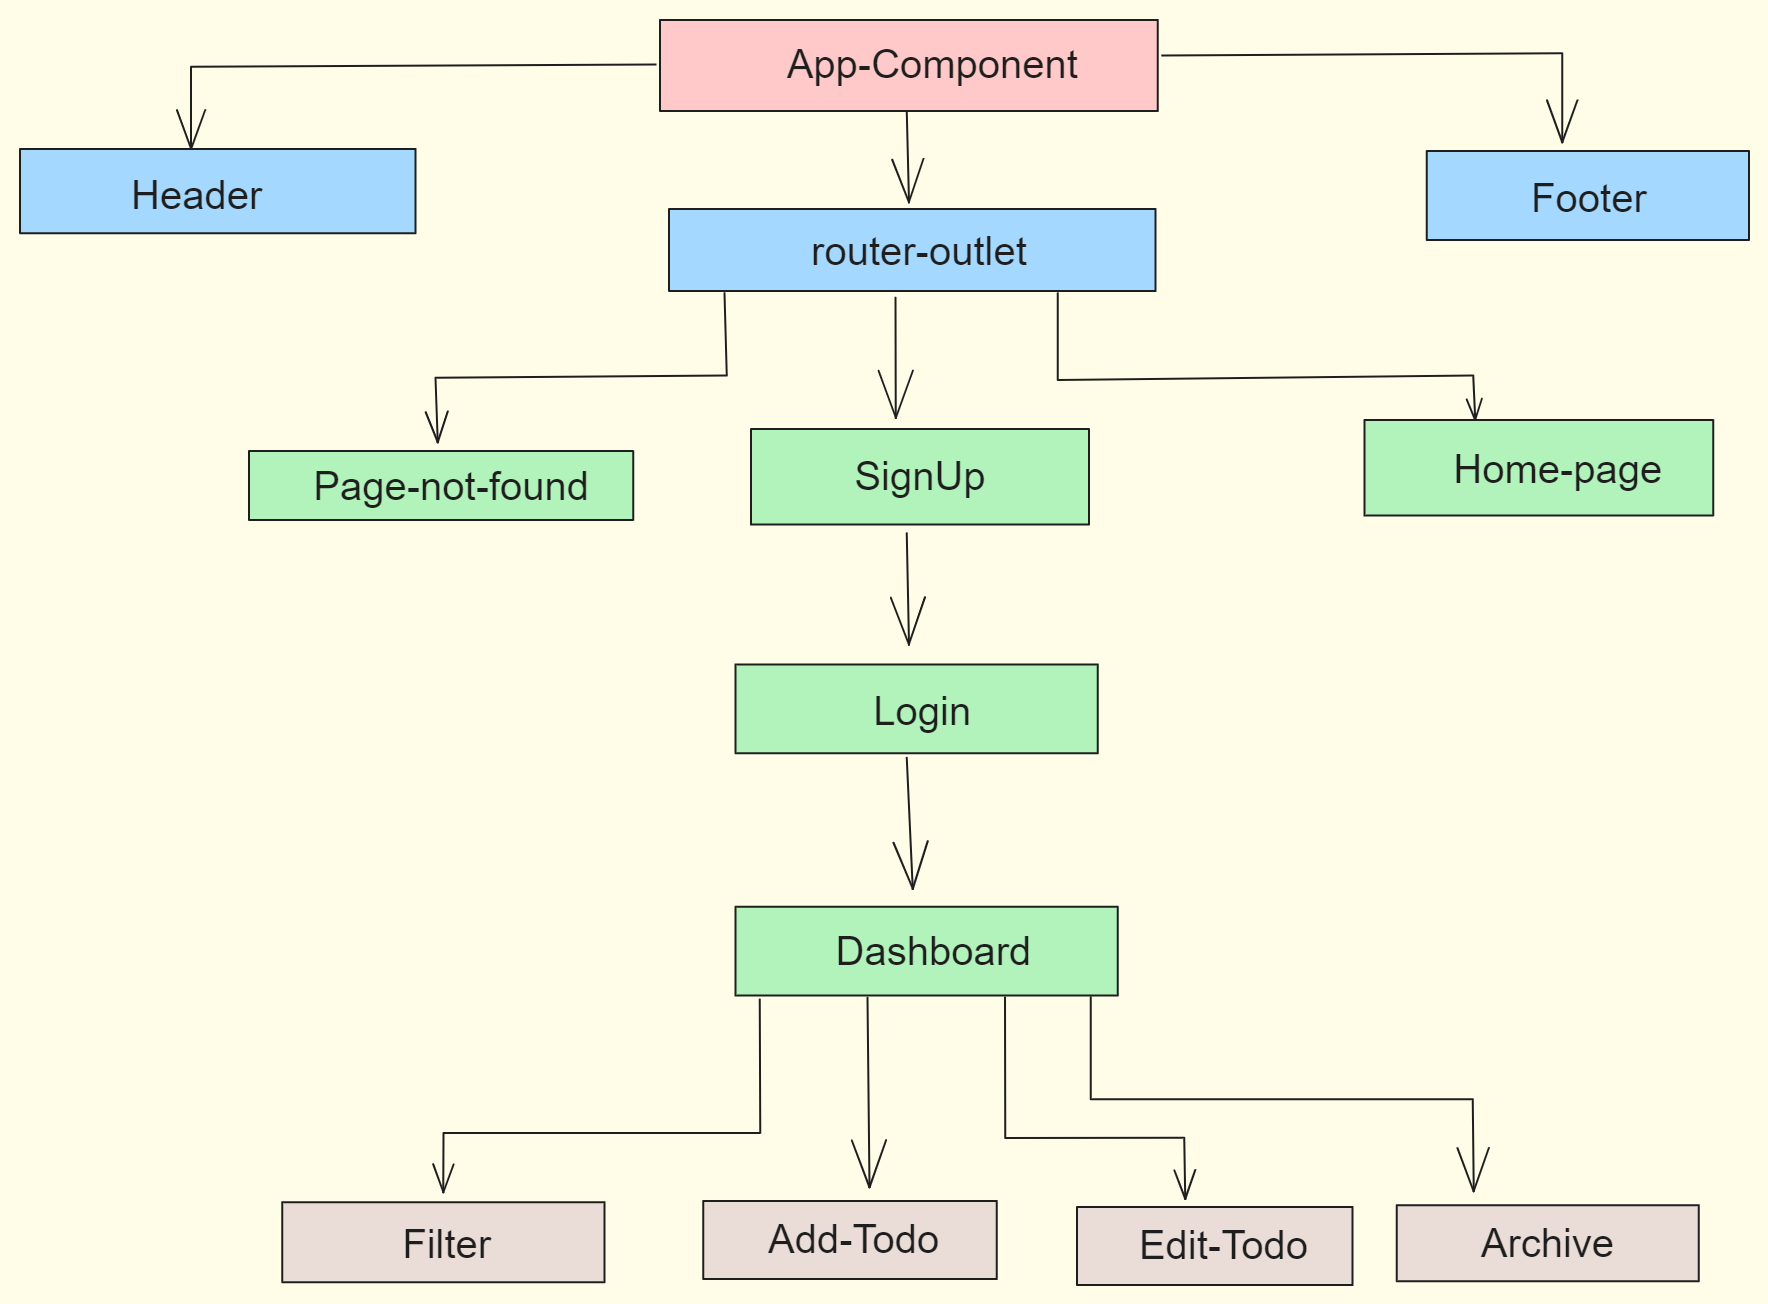 App-Component
Header
Footer
router-outlet
Page-not-found
SignUp
Home-page
Login
Dashboard
Filter
Add-Todo
Edit-Todo
Archive